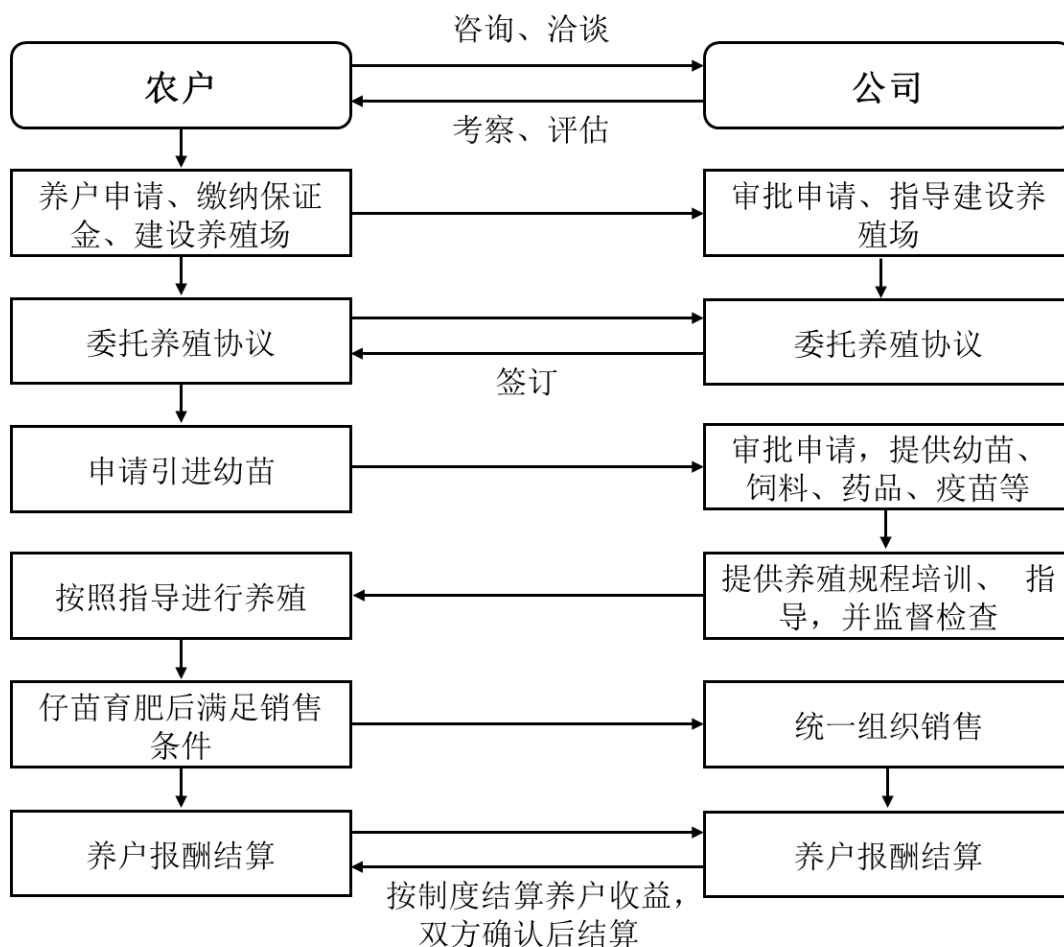 咨询、洽谈
农户
公司
考察、评估
养户申请、缴纳保证
金、建设养殖场
审批申请、指导建设养
殖场
委托养殖协议
委托养殖协议
签订
申请引进幼苗
审批申请，提供幼苗、
饲料、药品、疫苗等
按照指导进行养殖
提供养殖规程培训、 指
导，并监督检查
仔苗育肥后满足销售
条件
统一组织销售
养户报酬结算
养户报酬结算
按制度结算养户收益，
双方确认后结算